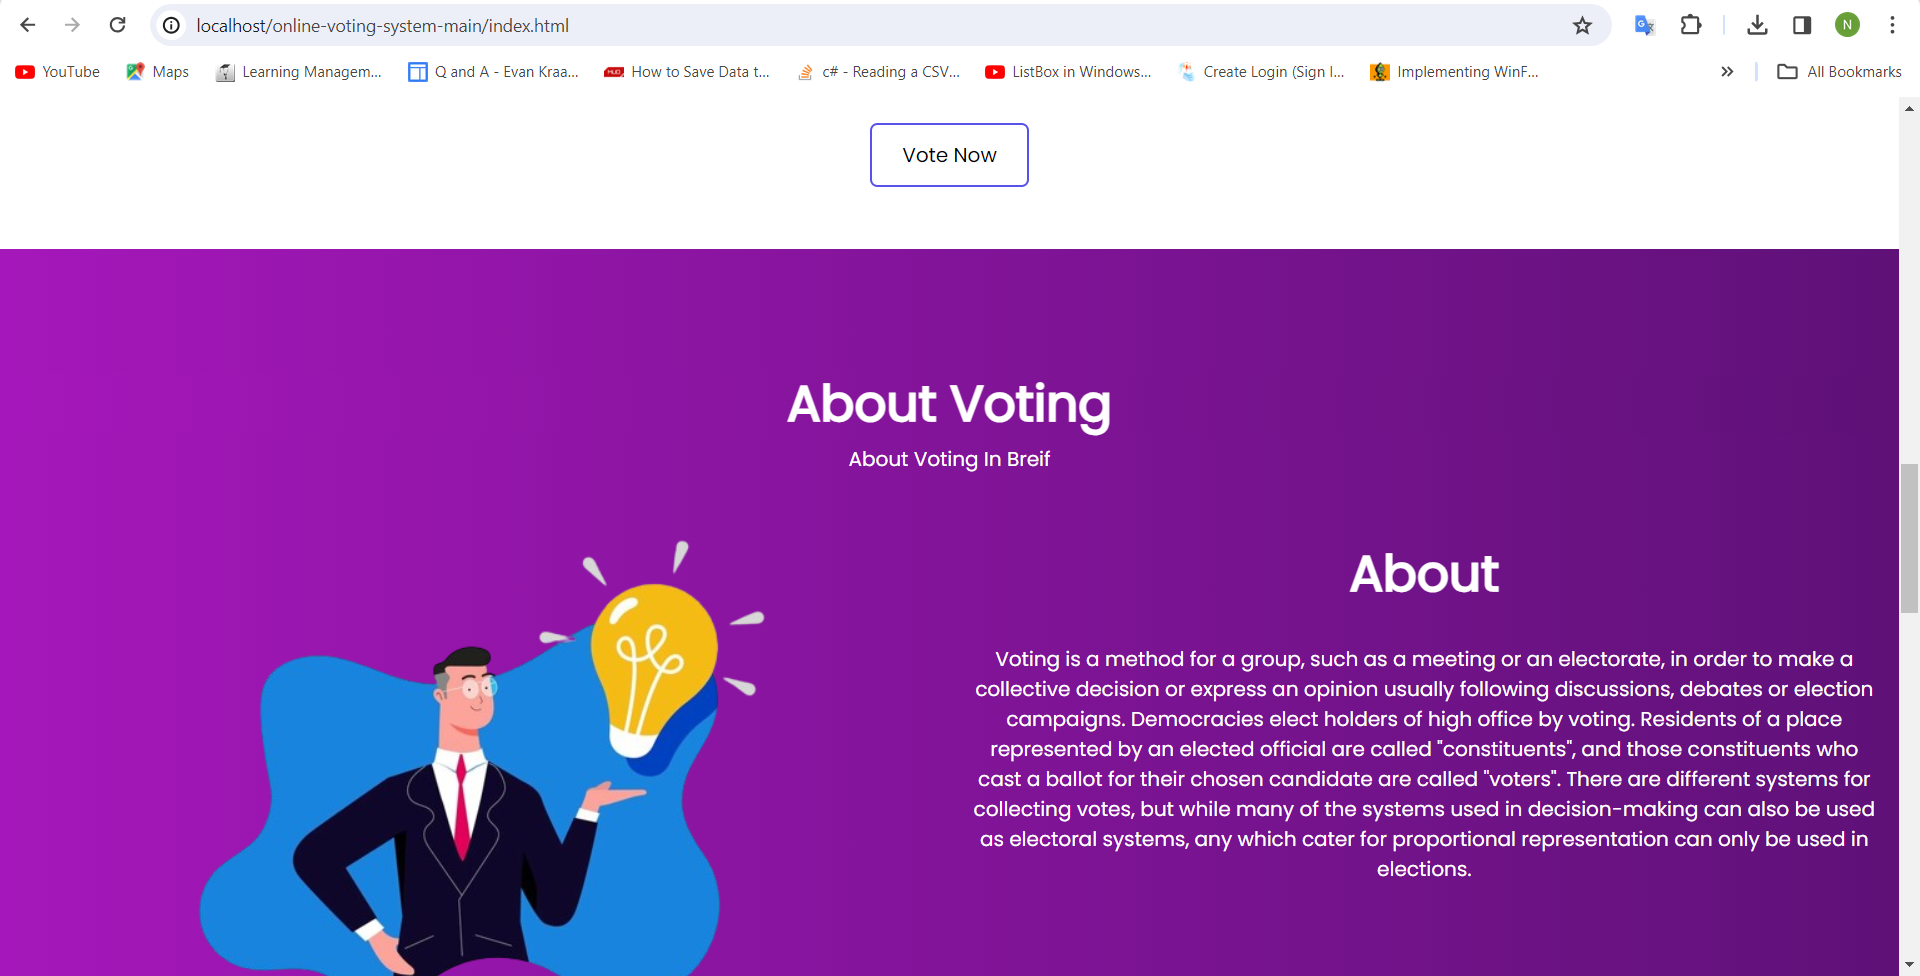 localhost/online-voting-system-main/index.html
N
YouTube Maps Learning Managem... Q and A - Evan Kraa... How to Save Data t... c# - Reading a CSV... ListBox in Windows... Create Login (Sign I... Implementing WinF... All Bookmarks
Vote Now
About Voting
About Voting In Breif
About
Voting is a method for a group, such as a meeting or an electorate, in order to make a
collective decision or express an opinion usually following discussions, debates or election
campaigns. Democracies elect holders of high office by voting. Residents of a place
represented by an elected official are called "constituents", and those constituents who
cast a ballot for their chosen candidate are called "voters". There are different systems for
collecting votes, but while many of the systems used in decision-making can also be used
as electoral systems, any which cater for proportional representation can only be used in
elections.